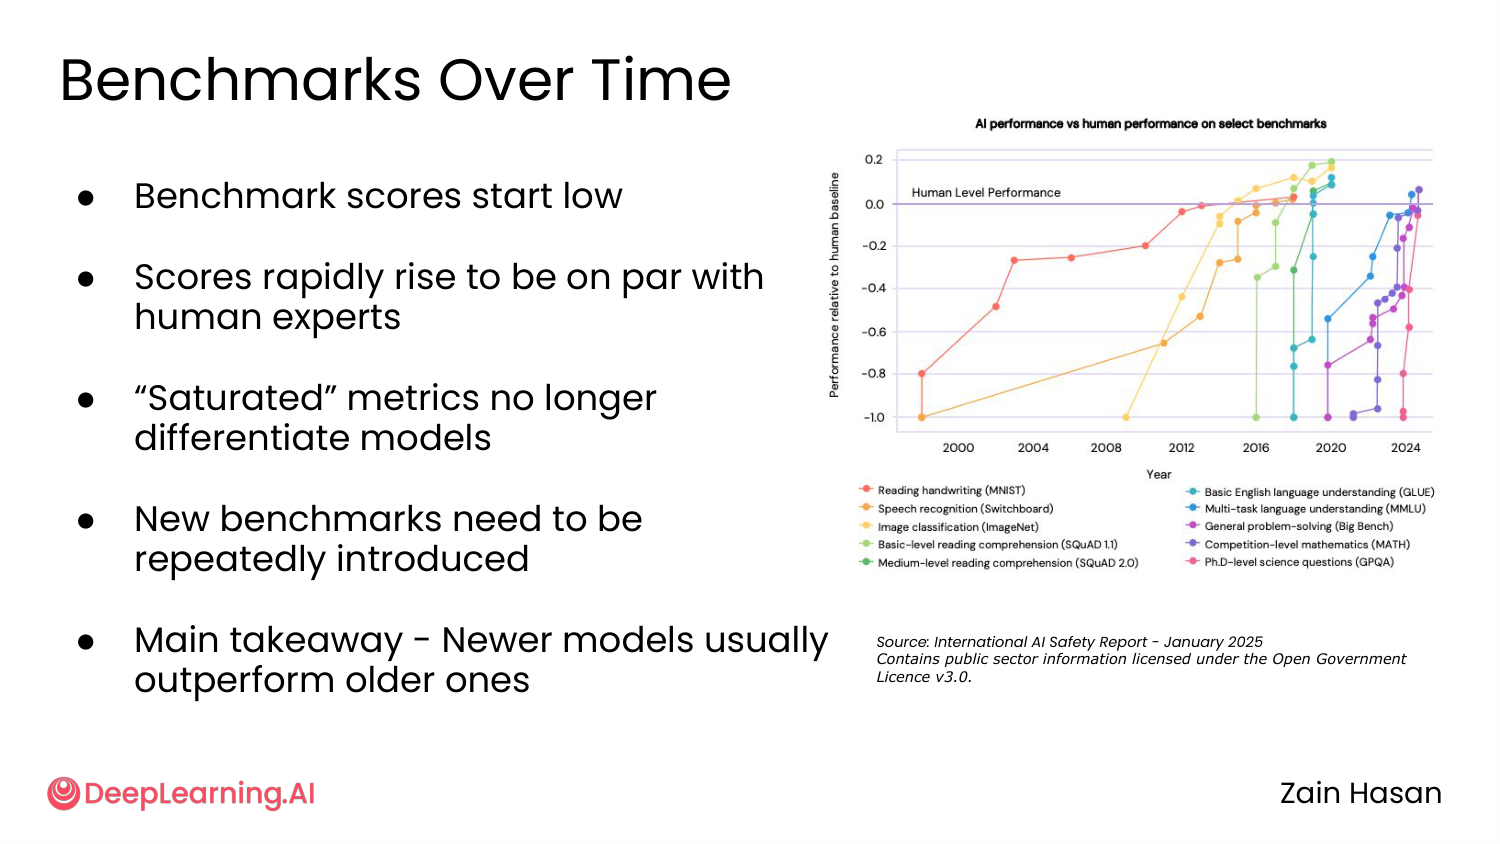 Benchmarks Over Time
● Benchmark scores start low
● Scores rapidly rise to be on par with
human experts
● “Saturated” metrics no longer
differentiate models
● New benchmarks need to be
repeatedly introduced
● Main takeaway - Newer models usually
outperform older ones
AI performance vs human performance on select benchmarks
Performance relative to human baseline
0.2
0.0
-0.2
-0.4
-0.6
-0.8
-1.0
Human Level Performance
2000 2004 2008 2012 2016 2020 2024
Year
Reading handwriting (MNIST)
Speech recognition (Switchboard)
Image classification (ImageNet)
Basic-level reading comprehension (SQuAD 1.1)
Medium-level reading comprehension (SQuAD 2.0)
Basic English language understanding (GLUE)
Multi-task language understanding (MMLU)
General problem-solving (Big Bench)
Competition-level mathematics (MATH)
Ph.D-level science questions (GPQA)
Source: International AI Safety Report - January 2025
Contains public sector information licensed under the Open Government
Licence v3.0.
DeepLearning.AI
Zain Hasan